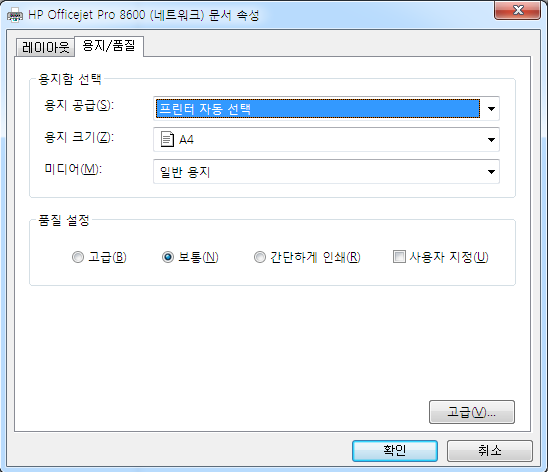 HP Officejet Pro 8600 (네트워크) 문서 속성
레이아웃 용지/품질
용지함 선택
용지 공급(S): 프린터 자동 선택
용지 크기(Z): A4
미디어(M): 일반 용지
품질 설정
고급(B) 보통(N) 간단하게 인쇄(R) 사용자 지정(U)
고급(V)...
확인 취소